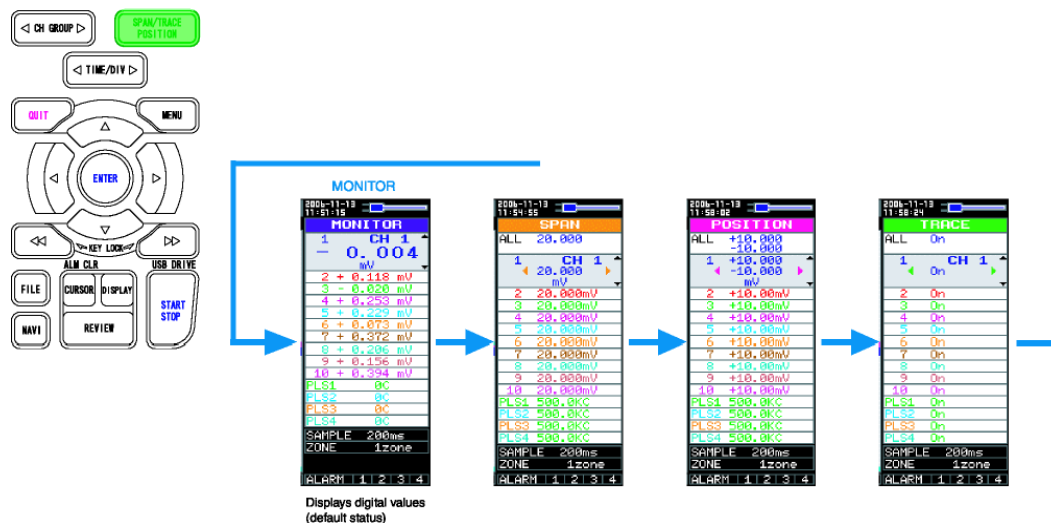 ◁ CH GROUP ▷
SPAN/TRACE
POSITION
◁ TIME/DIV ▷
QUIT
MENU
ENTER
KEY LOCK
ALM CLR
USB DRIVE
FILE
CURSOR
DISPLAY
START
STOP
NAVI
REVIEW
MONITOR
2006-11-13
11:51:15
MONITOR
1 CH 1
- 0.004
mV
2 + 0.118 mV
3 - 0.020 mV
4 + 0.253 mV
5 + 0.229 mV
6 + 0.073 mV
7 + 0.372 mV
8 + 0.206 mV
9 + 0.156 mV
10 + 0.394 mV
PLS1 0C
PLS2 0C
PLS3 0C
PLS4 0C
SAMPLE 200ms
ZONE 1zone
ALARM 1 2 3 4
Displays digital values
(default status)
2006-11-13
11:54:55
SPAN
ALL 20.000
1 CH 1
20.000
mV
2 20.000mV
3 20.000mV
4 20.000mV
5 20.000mV
6 20.000mV
7 20.000mV
8 20.000mV
9 20.000mV
10 20.000mV
PLS1 500.0KC
PLS2 500.0KC
PLS3 500.0KC
PLS4 500.0KC
SAMPLE 200ms
ZONE 1zone
ALARM 1 2 3 4
2006-11-13
11:58:02
POSITION
ALL +10.000
-10.000
1 +10.000
-10.000
mV
2 +10.00mV
3 +10.00mV
4 +10.00mV
5 +10.00mV
6 +10.00mV
7 +10.00mV
8 +10.00mV
9 +10.00mV
10 +10.00mV
PLS1 500.0KC
PLS2 500.0KC
PLS3 500.0KC
PLS4 500.0KC
SAMPLE 200ms
ZONE 1zone
ALARM 1 2 3 4
2006-11-13
11:58:24
TRACE
ALL On
1 CH 1
On
2 On
3 On
4 On
5 On
6 On
7 On
8 On
9 On
10 On
PLS1 On
PLS2 On
PLS3 On
PLS4 On
SAMPLE 200ms
ZONE 1zone
ALARM 1 2 3 4